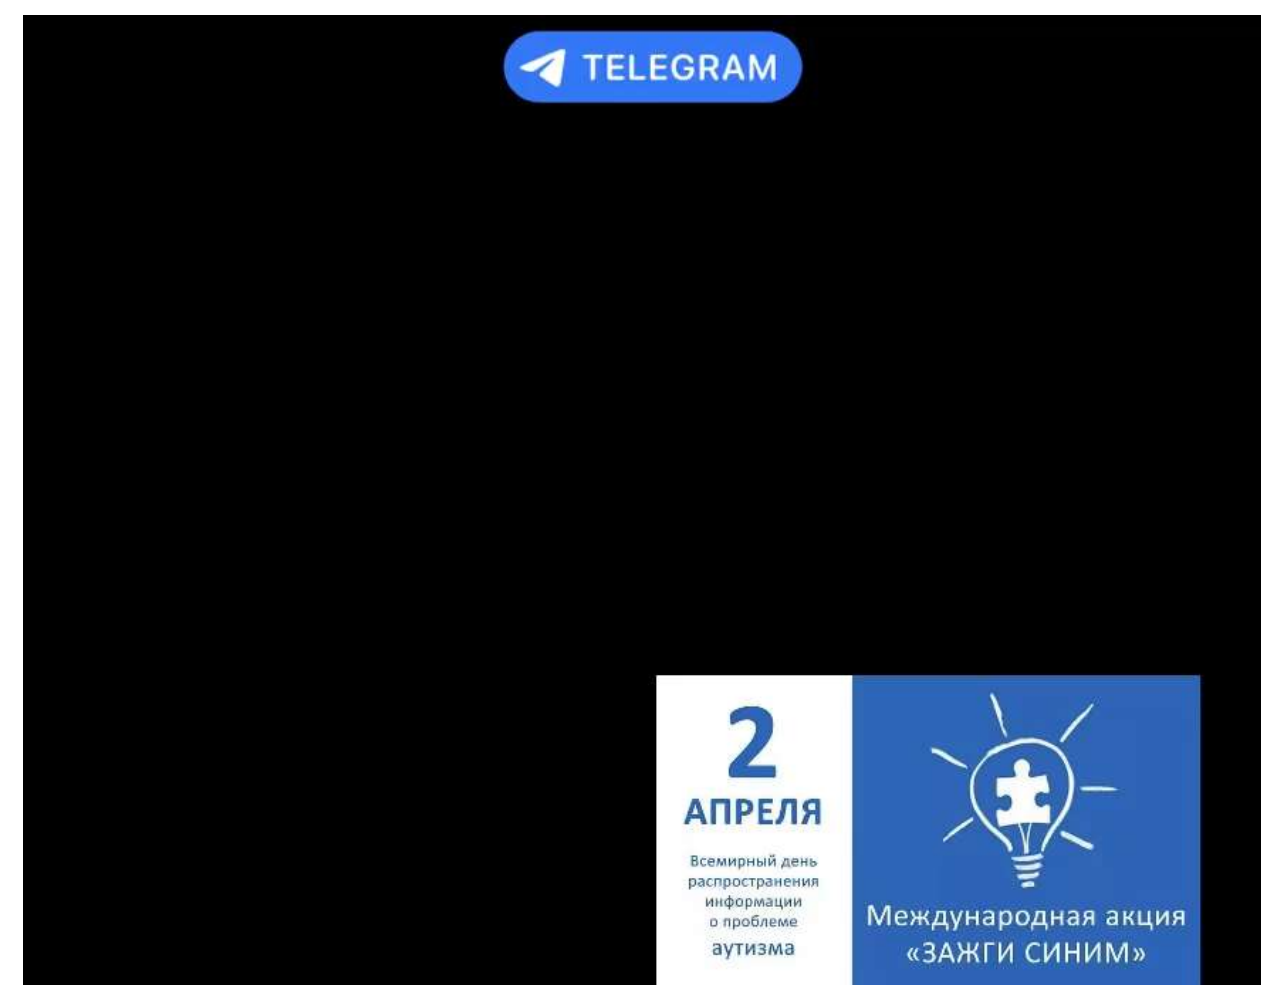 TELEGRAM
2
АПРЕЛЯ
Всемирный день
распространения
информации
о проблеме
аутизма
Международная акция
«ЗАЖГИ СИНИМ»